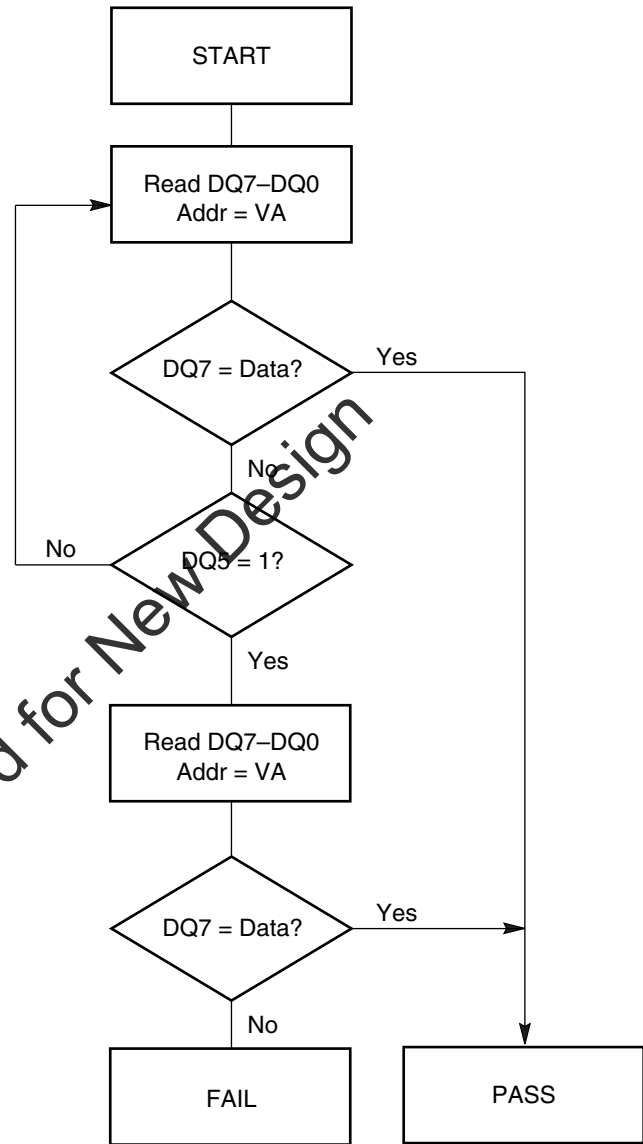 START
Read DQ7–DQ0
Addr = VA
DQ7 = Data?
Yes
No
DQ5 = 1?
No
Yes
Read DQ7–DQ0
Addr = VA
DQ7 = Data?
Yes
No
FAIL
PASS
for New Design